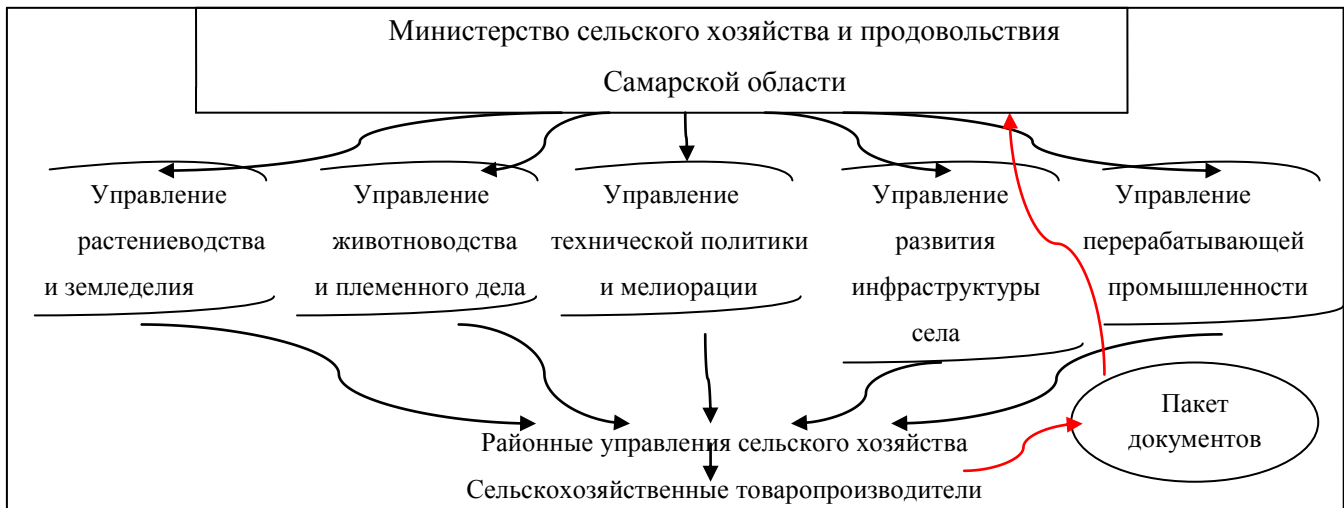 Министерство сельского хозяйства и продовольствия
Самарской области
Управление
растениеводства
и земледелия
Управление
животноводства
и племенного дела
Управление
технической политики
и мелиорации
Управление
развития
инфраструктуры
села
Управление
перерабатывающей
промышленности
Пакет
документов
Районные управления сельского хозяйства
Сельскохозяйственные товаропроизводители